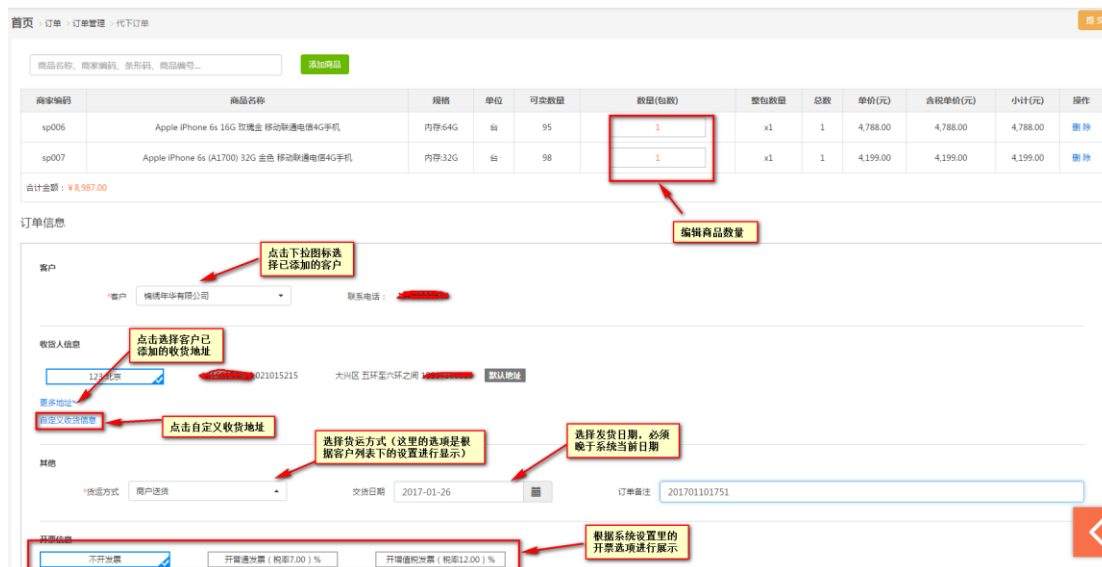 首页 > 订单 > 订单管理 > 代下订单
提交
商品名称、商家编码、条形码、商品编号...
添加商品
商家编码 商品名称 规格 单位 可卖数量 数量(包数) 整包数量 总数 单价(元) 含税单价(元) 小计(元) 操作
sp006 Apple iPhone 6s 16G 玫瑰金 移动联通电信4G手机 内存:64G 台 95 1 x1 1 4,788.00 4,788.00 4,788.00 删除
sp007 Apple iPhone 6s (A1700) 32G 金色 移动联通电信4G手机 内存:32G 台 98 1 x1 1 4,199.00 4,199.00 4,199.00 删除
合计金额：¥8,987.00
编辑商品数量
订单信息
点击下拉图标选
择已添加的客户
客户
*客户 锦绣年华有限公司 联系电话：
点击选择客户已
添加的收货地址
收货人信息
123 北京 021015215 大兴区 五环至六环之间 默认地址
更多地址
自定义收货信息
点击自定义收货地址
选择货运方式（这里的选项是根
据客户列表下的设置进行显示）
选择发货日期，必须
晚于系统当前日期
其他
*货运方式 商户送货 交货日期 2017-01-26 订单备注 201701101751
根据系统设置里的
开票选项进行展示
开票信息
不开发票 开普通发票（税率7.00）% 开增值税发票（税率12.00）%